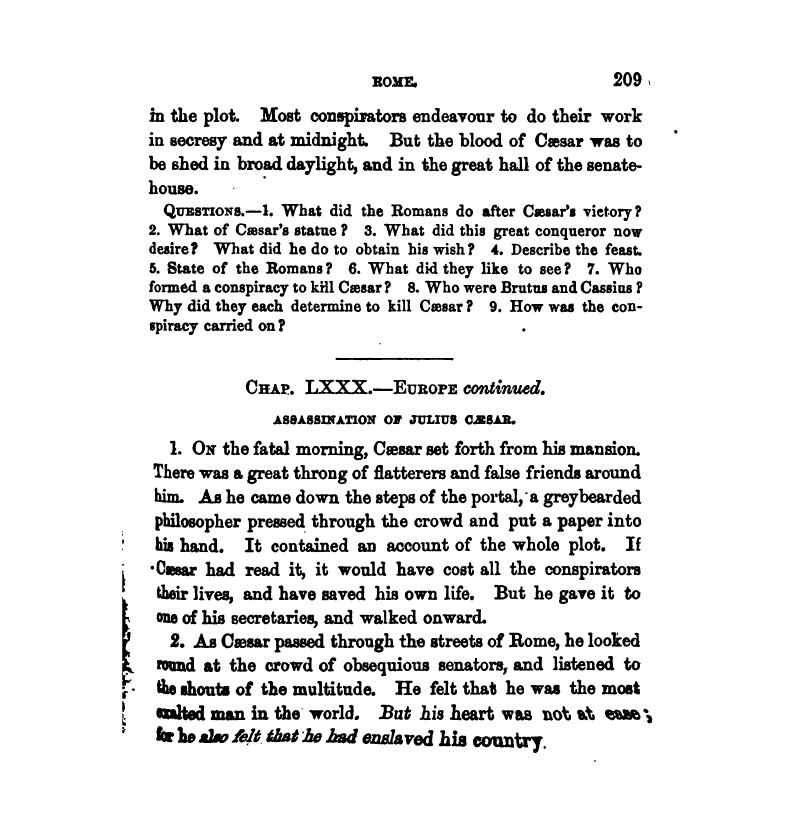 ROME. 209
in the plot. Most conspirators endeavour to do their work
in secresy and at midnight. But the blood of Cæsar was to
be shed in broad daylight, and in the great hall of the senate-
house.
QUESTIONS.—1. What did the Romans do after Cæsar's victory?
2. What of Cæsar's statue? 3. What did this great conqueror now
desire? What did he do to obtain his wish? 4. Describe the feast.
5. State of the Romans? 6. What did they like to see? 7. Who
formed a conspiracy to kill Cæsar? 8. Who were Brutus and Cassius?
Why did they each determine to kill Cæsar? 9. How was the con-
spiracy carried on?
CHAP. LXXX.—EUROPE continued.
ASSASSINATION OF JULIUS CÆSAR.
1. ON the fatal morning, Cæsar set forth from his mansion.
There was a great throng of flatterers and false friends around
him. As he came down the steps of the portal, a greybearded
philosopher pressed through the crowd and put a paper into
his hand. It contained an account of the whole plot. If
Cæsar had read it, it would have cost all the conspirators
their lives, and have saved his own life. But he gave it to
one of his secretaries, and walked onward.
2. As Cæsar passed through the streets of Rome, he looked
round at the crowd of obsequious senators, and listened to
the shouts of the multitude. He felt that he was the most
exalted man in the world. But his heart was not at ease;
for he also felt that he had enslaved his country.